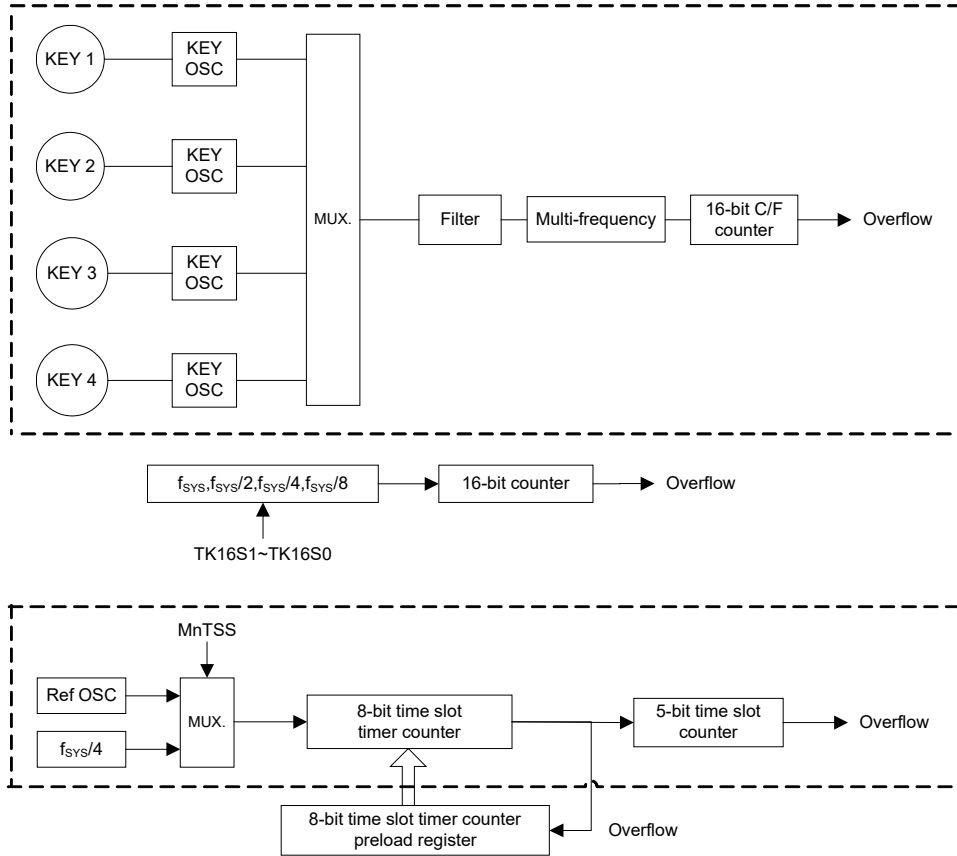 KEY 1
KEY
OSC
KEY 2
KEY
OSC
MUX.
Filter
Multi-frequency
16-bit C/F
counter
Overflow
KEY 3
KEY
OSC
KEY 4
KEY
OSC
fSYS,fSYS/2,fSYS/4,fSYS/8
16-bit counter
Overflow
TK16S1~TK16S0
MnTSS
Ref OSC
MUX.
fSYS/4
8-bit time slot
timer counter
5-bit time slot
counter
Overflow
8-bit time slot timer counter
preload register
Overflow